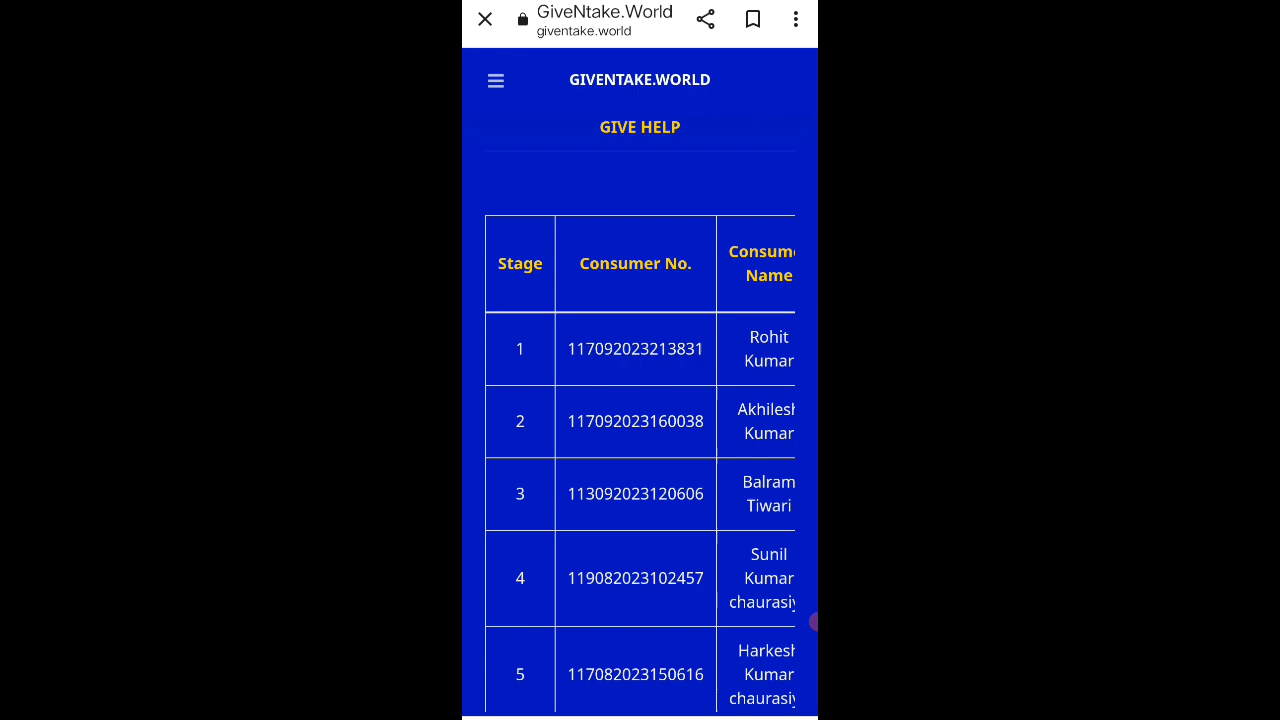 GiveNtake.World
giventake.world
GIVENTAKE.WORLD
GIVE HELP
Stage
Consumer No.
Name
1
117092023213831
Rohit
Kumar
2
117092023160038
Kumar
3
113092023120606
Balram
Tiwari
4
119082023102457
Sunil
Kumar
5
117082023150616
Kumar